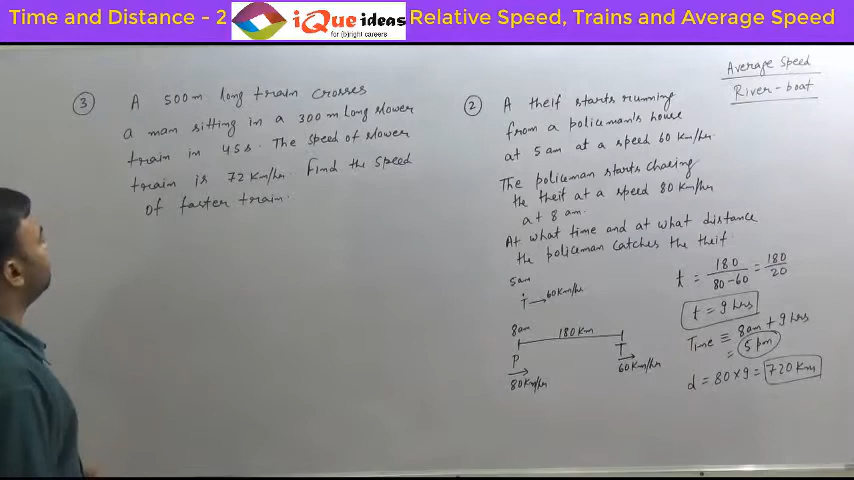 Time and Distance - 2
iQue ideas
for (b)right careers
Relative Speed, Trains and Average Speed
Average Speed
River-boat
③ A 500m long train crosses
a man sitting in a 300 m long slower
train in 45s. The speed of slower
train is 72 Km/hr. Find the speed
of faster train.
② A theif starts running
from a policeman's house
at 5 am at a speed 60 Km/hr.
The policeman starts chasing
the theif at a speed 80 Km/hr
at 8 am.
At what time and at what distance
the policeman catches the theif.
5am
T → 60Km/hr
8am
180 Km
P T
80Km/hr
60 Km/hr
t = 180/80-60 = 180/20
t = 9 hrs
Time ≡ 8am + 9 hrs
= 5 pm
d = 80 × 9 = 720 Km